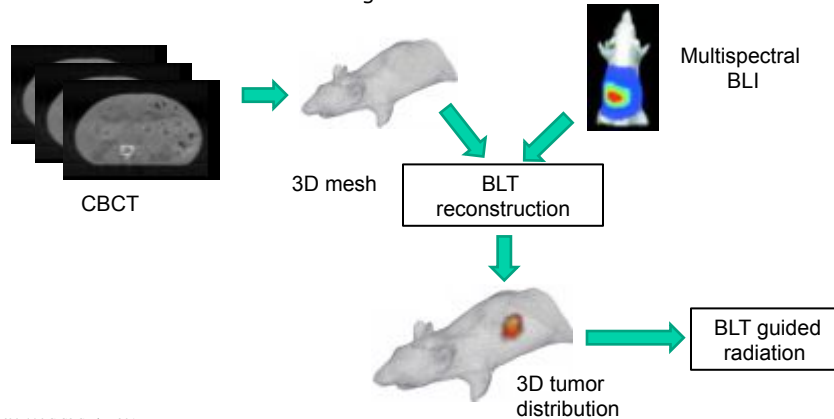 Multispectral
BLI
CBCT
3D mesh
BLT
reconstruction
BLT guided
radiation
3D tumor
distribution